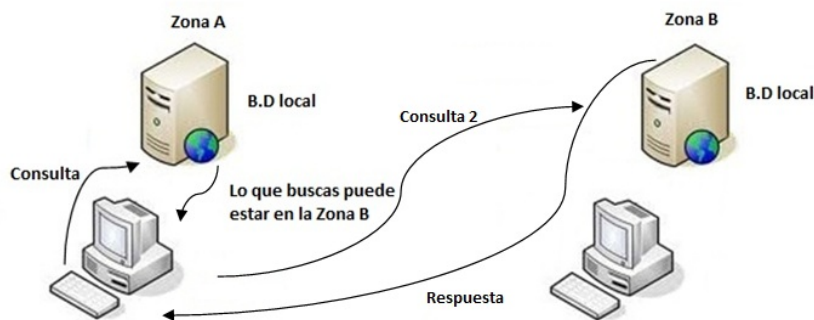 Zona A
Zona B
B.D local
B.D local
Consulta 2
Consulta
Lo que buscas puede
estar en la Zona B
Respuesta